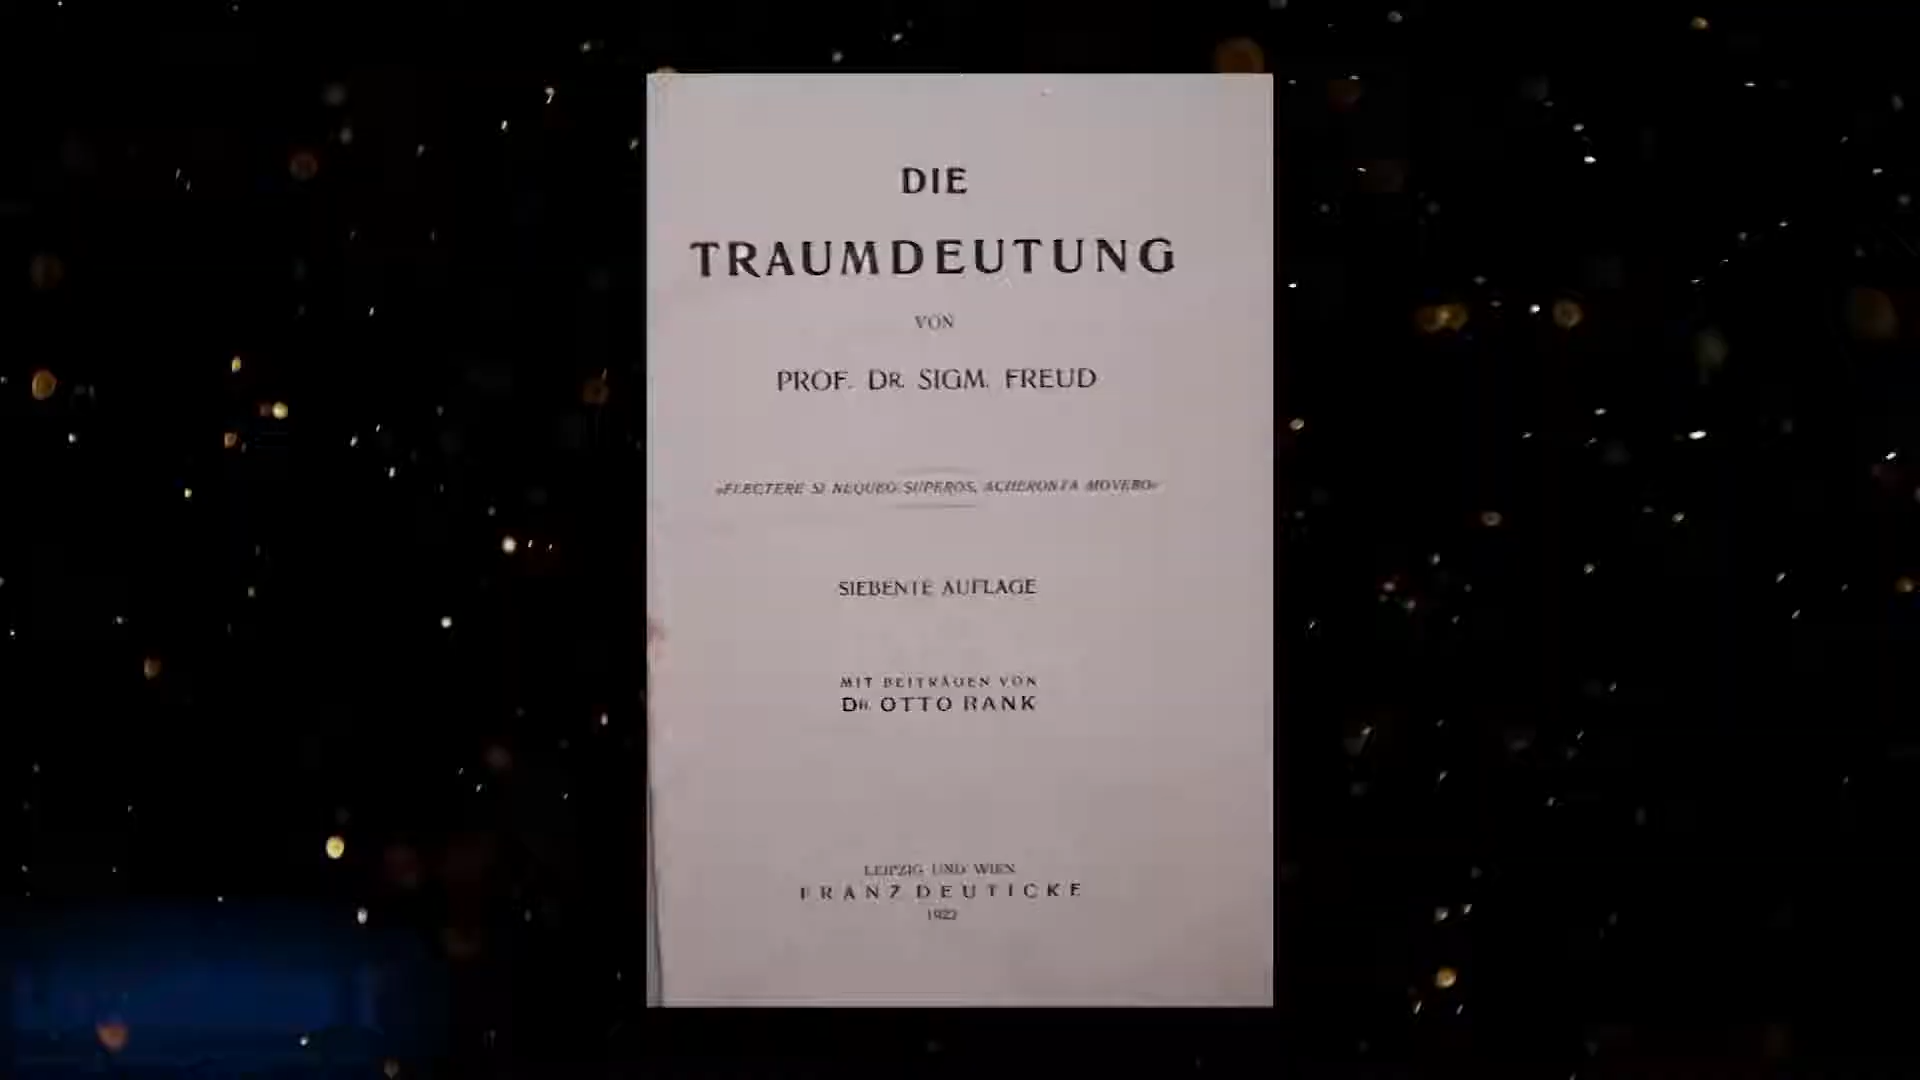 DIE
TRAUMDEUTUNG
VON
PROF. DR. SIGM. FREUD
»FLECTERE SI NEQUEO SUPEROS, ACHERONTA MOVEBO«
SIEBENTE AUFLAGE
MIT BEITRÄGEN VON
DR. OTTO RANK
LEIPZIG UND WIEN
FRANZ DEUTICKE
1922